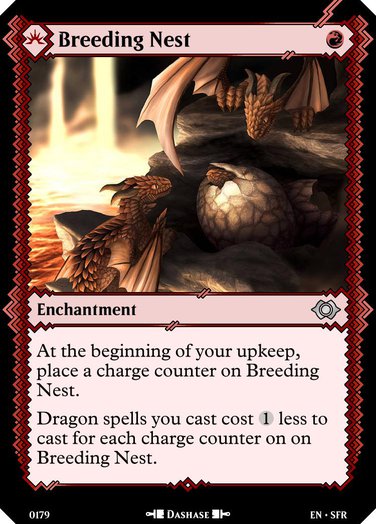 Breeding Nest
Enchantment
At the beginning of your upkeep,
place a charge counter on Breeding
Nest.
Dragon spells you cast cost 1 less to
cast for each charge counter on on
Breeding Nest.
0179 DASHASE EN • SFR